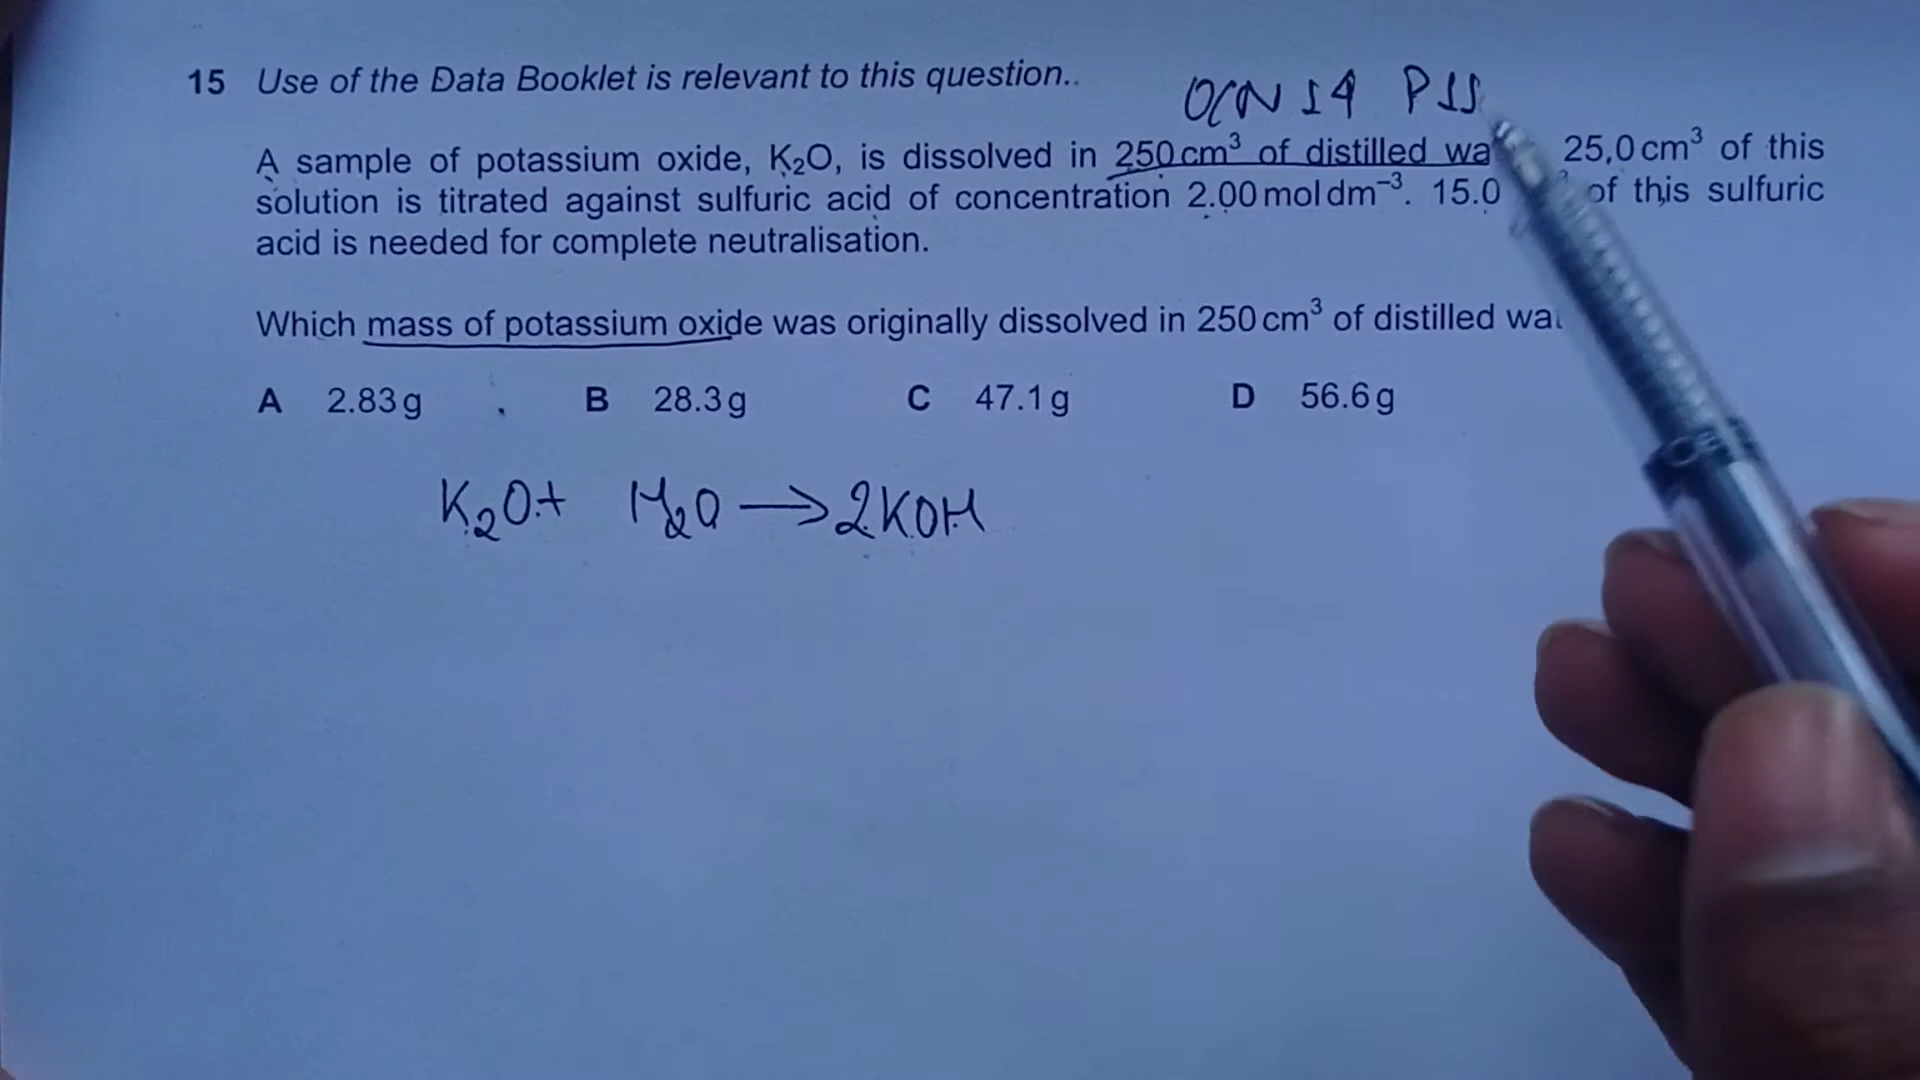 15 Use of the Data Booklet is relevant to this question..
O/N 14 P11
A sample of potassium oxide, K₂O, is dissolved in 250 cm³ of distilled wa 25,0 cm³ of this
solution is titrated against sulfuric acid of concentration 2.00 mol dm⁻³. 15.0 of this sulfuric
acid is needed for complete neutralisation.
Which mass of potassium oxide was originally dissolved in 250 cm³ of distilled wa
A 2.83 g B 28.3 g C 47.1 g D 56.6 g
K₂O + H₂O → 2KOH